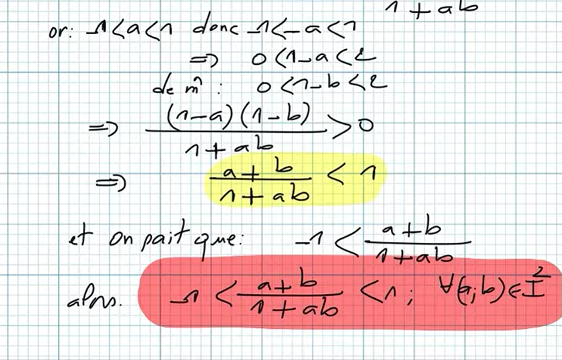 1 + ab
or: -1 < a < 1 donc -1 < -a < 1
⇒ 0 < 1 - a < 2
de m̂: 0 < 1 - b < 2
⇒ (1-a)(1-b) / 1 + ab > 0
⇒ a + b / 1 + ab < 1
et on sait que: -1 < a+b / 1+ab
alors. -1 < a+b / 1+ab < 1; ∀(a;b) ∈ I²